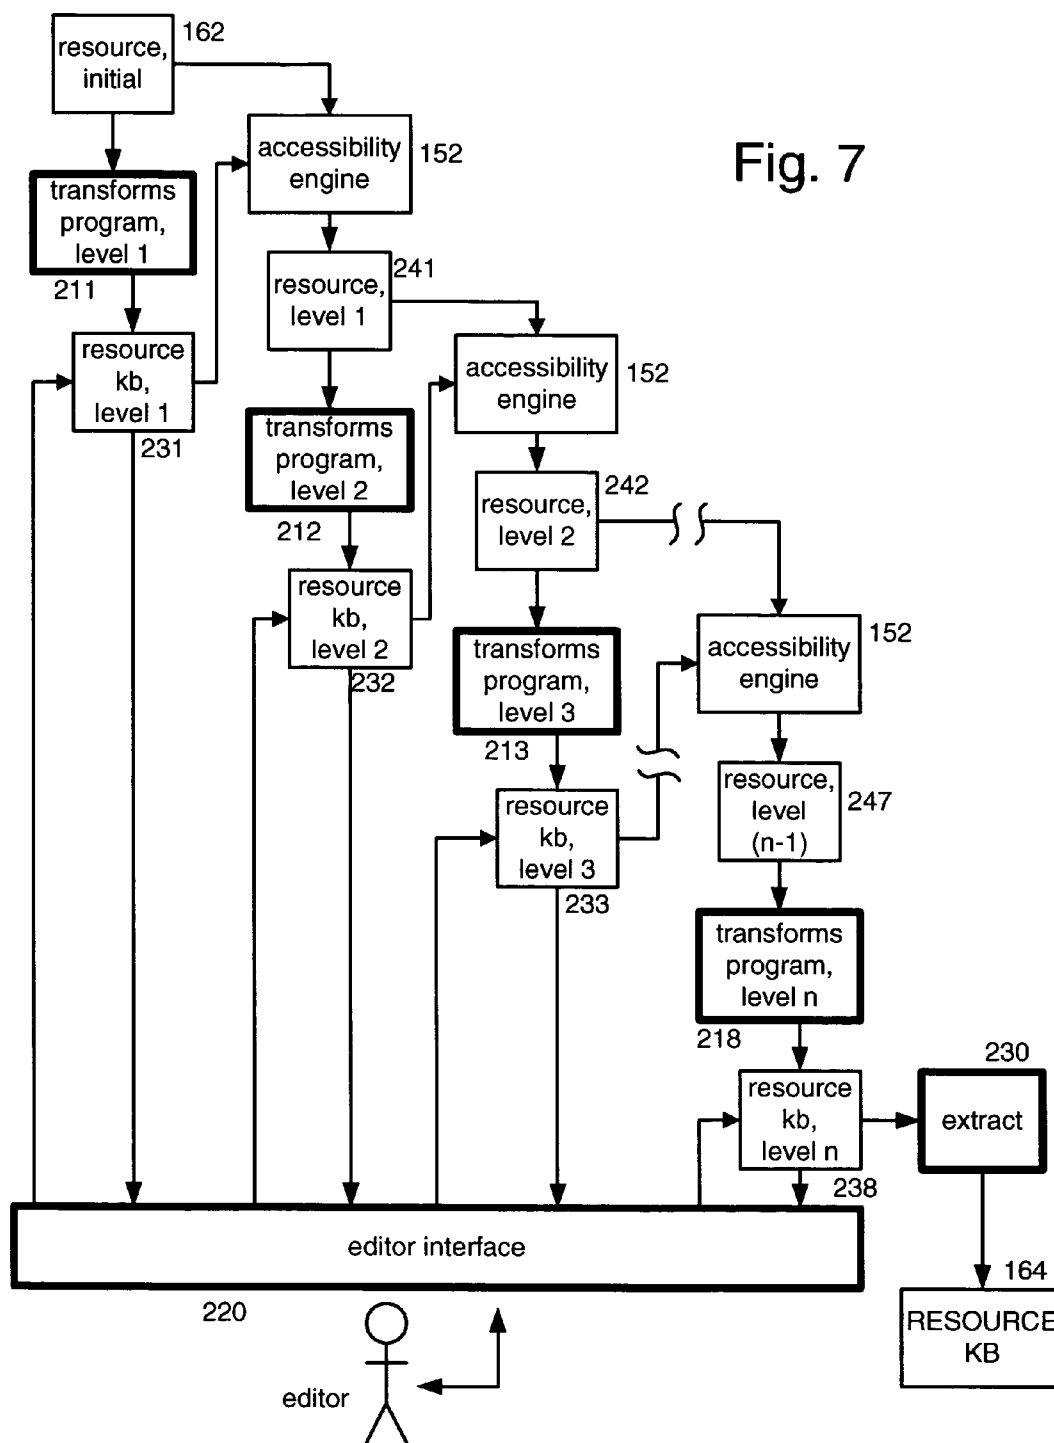 resource,
initial
162
accessibility
engine
152
Fig. 7
transforms
program,
level 1
211
resource,
level 1
241
resource
kb,
level 1
231
accessibility
engine
152
transforms
program,
level 2
212
resource,
level 2
242
resource
kb,
level 2
232
accessibility
engine
152
transforms
program,
level 3
213
resource,
level
(n-1)
247
resource
kb,
level 3
233
transforms
program,
level n
218
resource
kb,
level n
238
230
extract
editor interface
220
164
RESOURCE
KB
editor